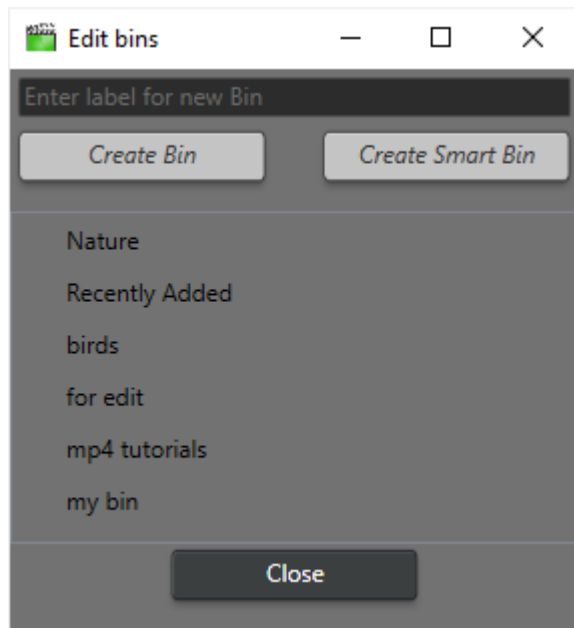 Edit bins
Enter label for new Bin
Create Bin Create Smart Bin
Nature
Recently Added
birds
for edit
mp4 tutorials
my bin
Close